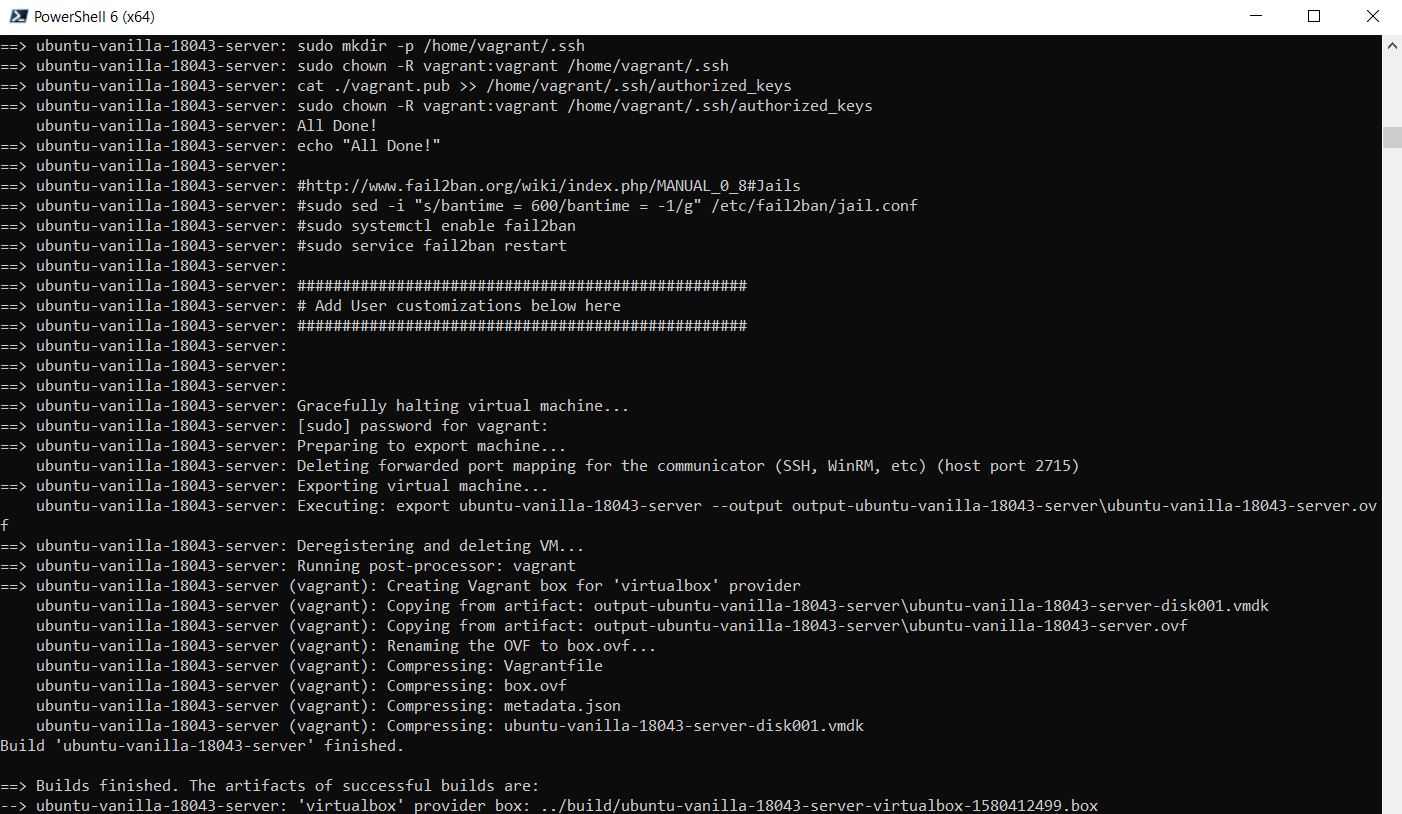 PowerShell 6 (x64)
==> ubuntu-vanilla-18043-server: sudo mkdir -p /home/vagrant/.ssh
==> ubuntu-vanilla-18043-server: sudo chown -R vagrant:vagrant /home/vagrant/.ssh
==> ubuntu-vanilla-18043-server: cat ./vagrant.pub >> /home/vagrant/.ssh/authorized_keys
==> ubuntu-vanilla-18043-server: sudo chown -R vagrant:vagrant /home/vagrant/.ssh/authorized_keys
    ubuntu-vanilla-18043-server: All Done!
==> ubuntu-vanilla-18043-server: echo "All Done!"
==> ubuntu-vanilla-18043-server:
==> ubuntu-vanilla-18043-server: #http://www.fail2ban.org/wiki/index.php/MANUAL_0_8#Jails
==> ubuntu-vanilla-18043-server: #sudo sed -i "s/bantime = 600/bantime = -1/g" /etc/fail2ban/jail.conf
==> ubuntu-vanilla-18043-server: #sudo systemctl enable fail2ban
==> ubuntu-vanilla-18043-server: #sudo service fail2ban restart
==> ubuntu-vanilla-18043-server:
==> ubuntu-vanilla-18043-server: ##################################################
==> ubuntu-vanilla-18043-server: # Add User customizations below here
==> ubuntu-vanilla-18043-server: ##################################################
==> ubuntu-vanilla-18043-server:
==> ubuntu-vanilla-18043-server:
==> ubuntu-vanilla-18043-server:
==> ubuntu-vanilla-18043-server: Gracefully halting virtual machine...
==> ubuntu-vanilla-18043-server: [sudo] password for vagrant:
==> ubuntu-vanilla-18043-server: Preparing to export machine...
    ubuntu-vanilla-18043-server: Deleting forwarded port mapping for the communicator (SSH, WinRM, etc) (host port 2715)
==> ubuntu-vanilla-18043-server: Exporting virtual machine...
    ubuntu-vanilla-18043-server: Executing: export ubuntu-vanilla-18043-server --output output-ubuntu-vanilla-18043-server\ubuntu-vanilla-18043-server.ov
f
==> ubuntu-vanilla-18043-server: Deregistering and deleting VM...
==> ubuntu-vanilla-18043-server: Running post-processor: vagrant
==> ubuntu-vanilla-18043-server (vagrant): Creating Vagrant box for 'virtualbox' provider
    ubuntu-vanilla-18043-server (vagrant): Copying from artifact: output-ubuntu-vanilla-18043-server\ubuntu-vanilla-18043-server-disk001.vmdk
    ubuntu-vanilla-18043-server (vagrant): Copying from artifact: output-ubuntu-vanilla-18043-server\ubuntu-vanilla-18043-server.ovf
    ubuntu-vanilla-18043-server (vagrant): Renaming the OVF to box.ovf...
    ubuntu-vanilla-18043-server (vagrant): Compressing: Vagrantfile
    ubuntu-vanilla-18043-server (vagrant): Compressing: box.ovf
    ubuntu-vanilla-18043-server (vagrant): Compressing: metadata.json
    ubuntu-vanilla-18043-server (vagrant): Compressing: ubuntu-vanilla-18043-server-disk001.vmdk
Build 'ubuntu-vanilla-18043-server' finished.

==> Builds finished. The artifacts of successful builds are:
--> ubuntu-vanilla-18043-server: 'virtualbox' provider box: ../build/ubuntu-vanilla-18043-server-virtualbox-1580412499.box